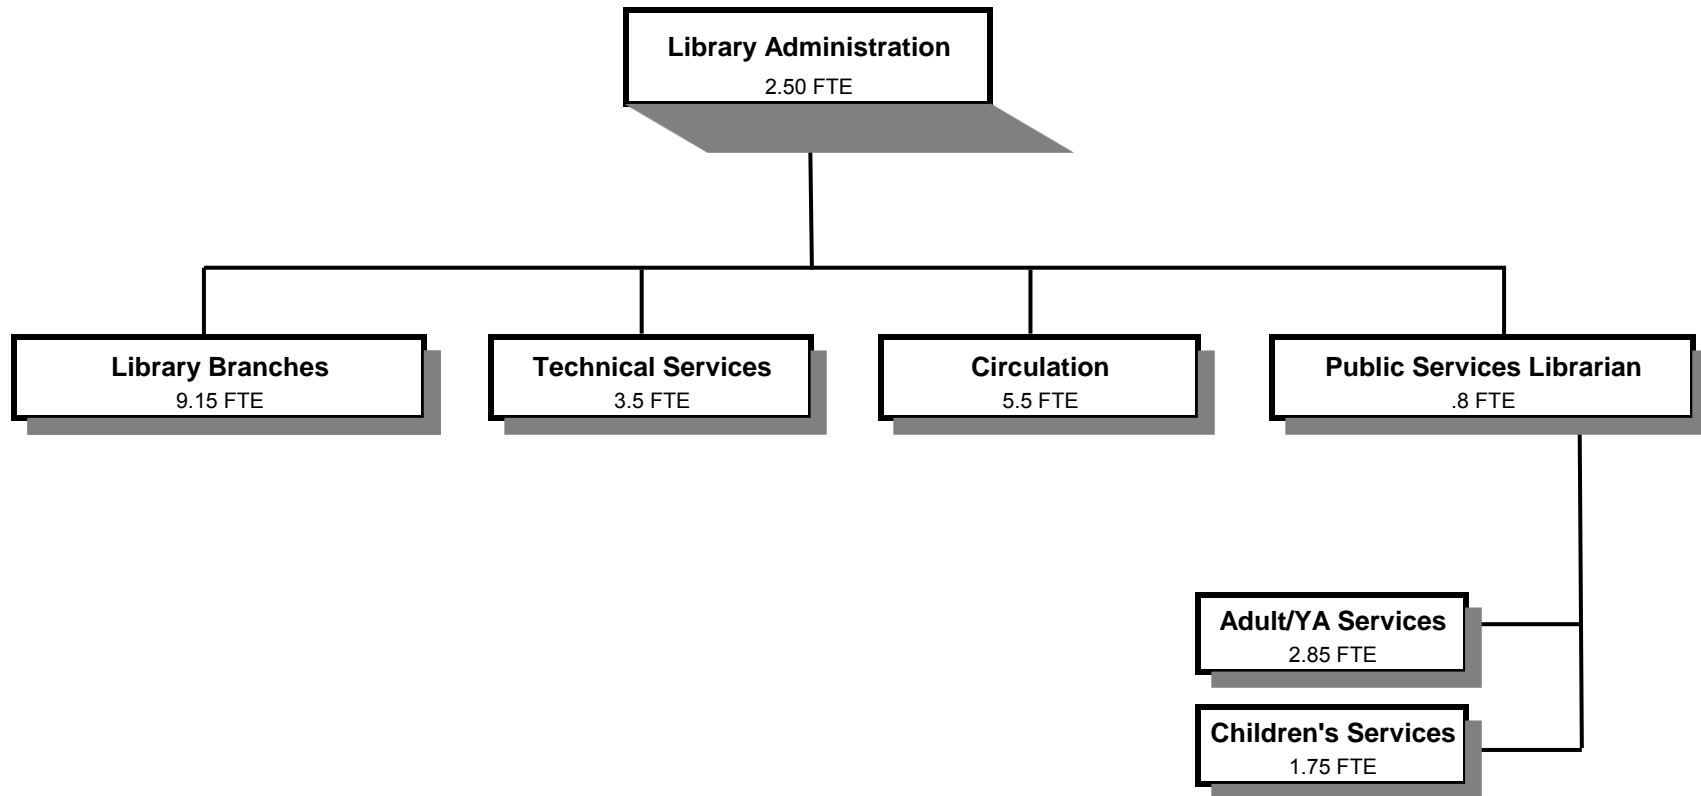 Library Administration
2.50 FTE
Library Branches
9.15 FTE
Technical Services
3.5 FTE
Circulation
5.5 FTE
Public Services Librarian
.8 FTE
Adult/YA Services
2.85 FTE
Children's Services
1.75 FTE